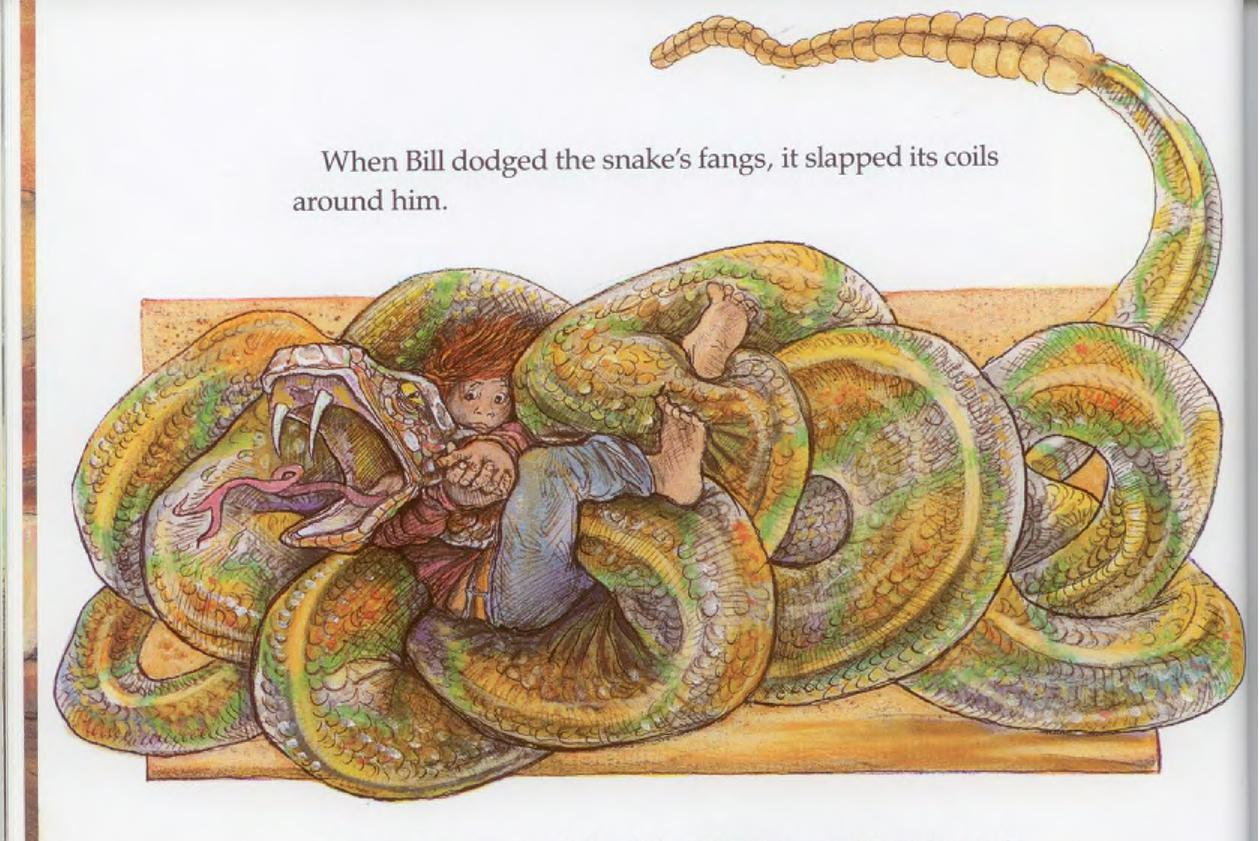 When Bill dodged the snake’s fangs, it slapped its coils
around him.